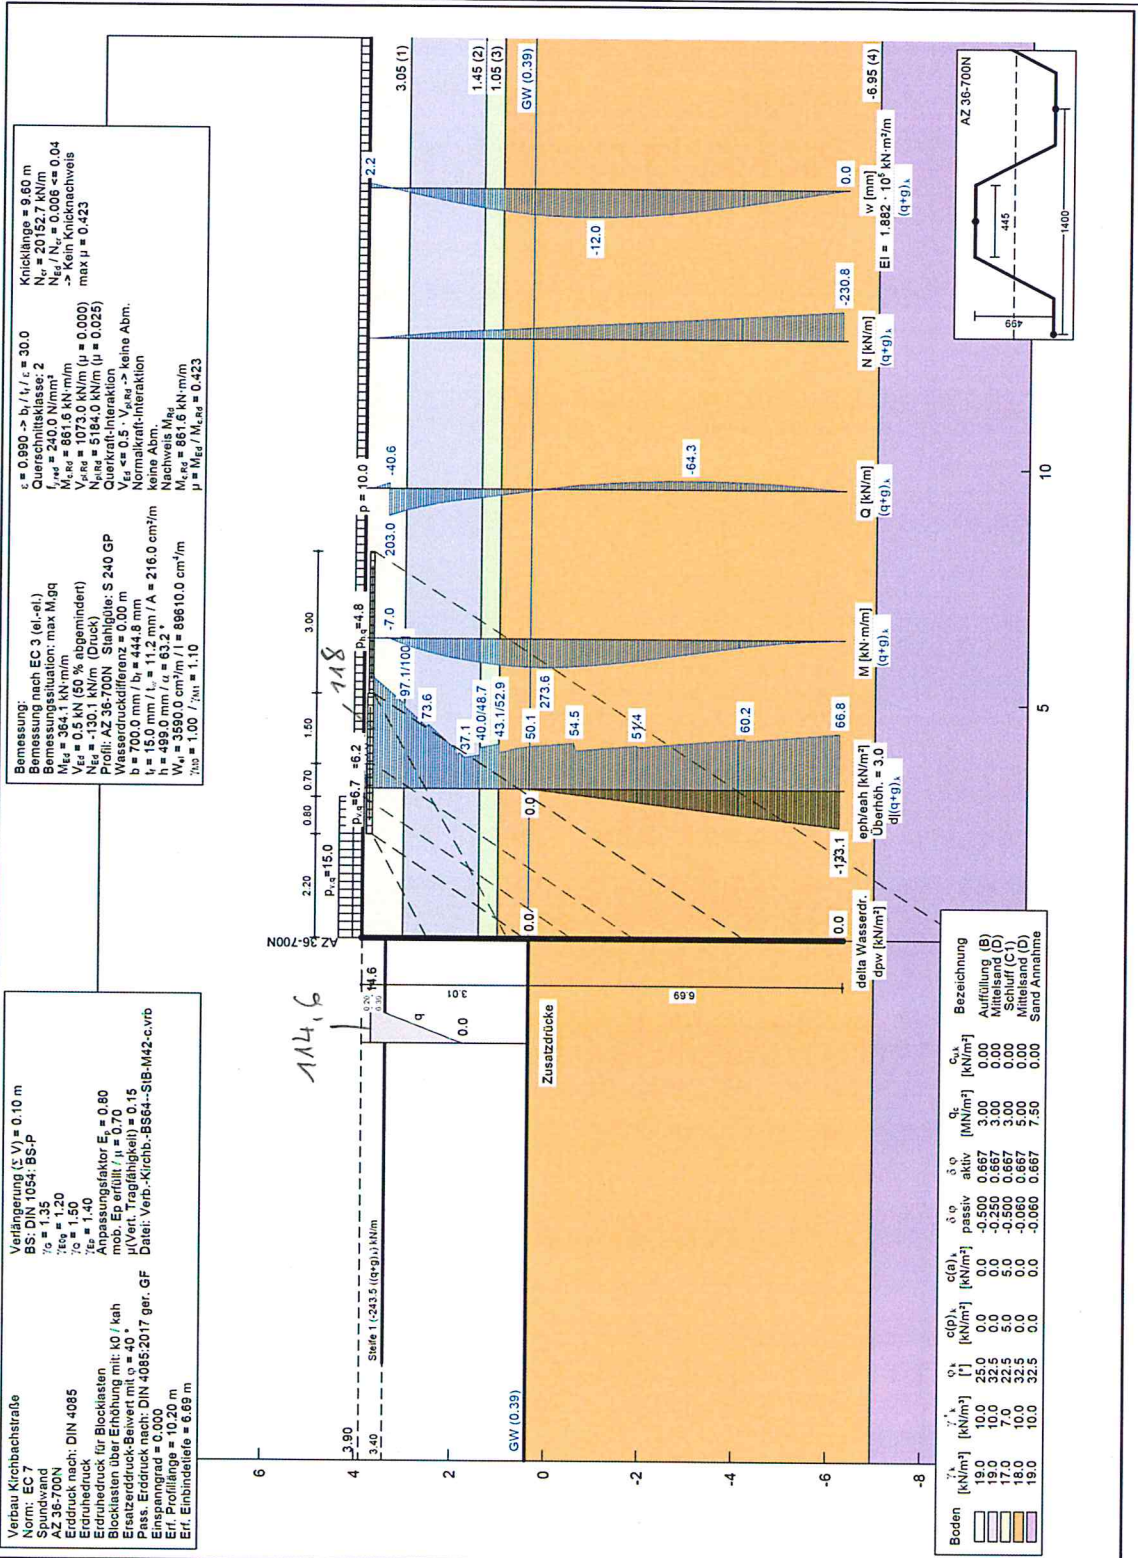 Verbau Kirchbachstraße
Norm: EC 7
Spundwand
AZ 36-700N
Erddruck nach: DIN 4085
Erdruhedruck
Erdruhedruck für Blocklasten
Blocklasten über Erhöhung mit: k0 / kah
Ersatzerddruck-Beiwert mit φ = 40 °
Pass. Erddruck nach: DIN 4085:2017 ger. GF
Einspanngrad = 0.000
Erf. Profillänge = 10.20 m
Erf. Einbindetiefe = 6.69 m
Verlängerung (Σ V) = 0.10 m
BS: DIN 1054: BS-P
γG = 1.35
γE0g = 1.20
γQ = 1.50
γEp = 1.40
Anpassungsfaktor Ep = 0.80
mob. Ep erfüllt / μ = 0.70
μ(Vert. Tragfähigkeit) = 0.15
Datei: Verb.-Kirchb.-BS64--StB-M42-c.vrb
Bemessung:
Bemessung nach EC 3 (el.-el.)
Bemessungssituation: max M,gq
MEd = 364.1 kN·m/m
VEd = 0.5 kN (50 % abgemindert)
NEd = -130.1 kN/m (Druck)
Profil: AZ 36-700N Stahlgüte: S 240 GP
Wasserdruckdifferenz = 0.00 m
b = 700.0 mm / bf = 444.8 mm
tf = 15.0 mm / tw = 11.2 mm / A = 216.0 cm²/m
h = 499.0 mm / α = 63.2 °
Wel = 3590.0 cm³/m / I = 89610.0 cm⁴/m
γM0 = 1.00 / γM1 = 1.10
ε = 0.990 -> bf / tf / ε = 30.0
Querschnittsklasse: 2
fy,red = 240.0 N/mm²
Mc,Rd = 861.6 kN·m/m
Vpl,Rd = 1073.0 kN/m (μ = 0.000)
Npl,Rd = 5184.0 kN/m (μ = 0.025)
Querkraft-Interaktion
VEd <= 0.5 · Vpl,Rd -> keine Abm.
Normalkraft-Interaktion
keine Abm.
Nachweis MRd
Mc,Rd = 861.6 kN·m/m
μ = MEd / Mc,Rd = 0.423
Knicklänge = 9.60 m
Ncr = 20152.7 kN/m
NEd / Ncr = 0.006 <= 0.04
-> Kein Knicknachweis
max μ = 0.423
114,6
118
2.20
0.80
0.70
1.50
3.00
pv,q=15.0
pv,q=6.7
=6.2
ph,q=4.8
p = 10.0
AZ 36-700N
3.05 (1)
1.45 (2)
1.05 (3)
GW (0.39)
-6.95 (4)
3.90
3.40
Steife 1 (-243.5 ((q+g)k) kN/m
GW (0.39)
0.20
0.30
14.6
q
0.0
3.01
6.69
Zusatzdrücke
0.0
0.0
delta Wasserdr.
dpw [kN/m²]
97.1/100
73.6
37.1
40.0/48.7
43.1/52.9
50.1
54.5
60.2
66.8
0.0
eph/eah [kN/m²]
Überhöh. = 3.0
d|(q+g)k
-7.0
273.6
M [kN·m/m]
(q+g)k
203.0
-40.6
-64.3
Q [kN/m]
(q+g)k
-230.8
N [kN/m]
(q+g)k
2.2
-12.0
0.0
w [mm]
(q+g)k
EI = 1.882 · 10⁵ kN·m²/m
6
4
2
0
-2
-4
-6
-8
5
10
AZ 36-700N
499
445
1400
Boden γk [kN/m³] γ'k [kN/m³] φk [°] c(p)k [kN/m²] c(a)k [kN/m²] δ/φ passiv δ/φ aktiv qc [MN/m²] cu,k [kN/m²] Bezeichnung
19.0 10.0 25.0 0.0 0.0 -0.500 0.667 3.00 0.00 Auffüllung (B)
19.0 10.0 32.5 0.0 0.0 -0.250 0.667 3.00 0.00 Mittelsand (D)
17.0 7.0 22.5 5.0 5.0 -0.500 0.667 3.00 0.00 Schluff (C1)
18.0 10.0 32.5 0.0 0.0 -0.060 0.667 5.00 0.00 Mittelsand (D)
19.0 10.0 32.5 0.0 0.0 -0.060 0.667 7.50 0.00 Sand Annahme